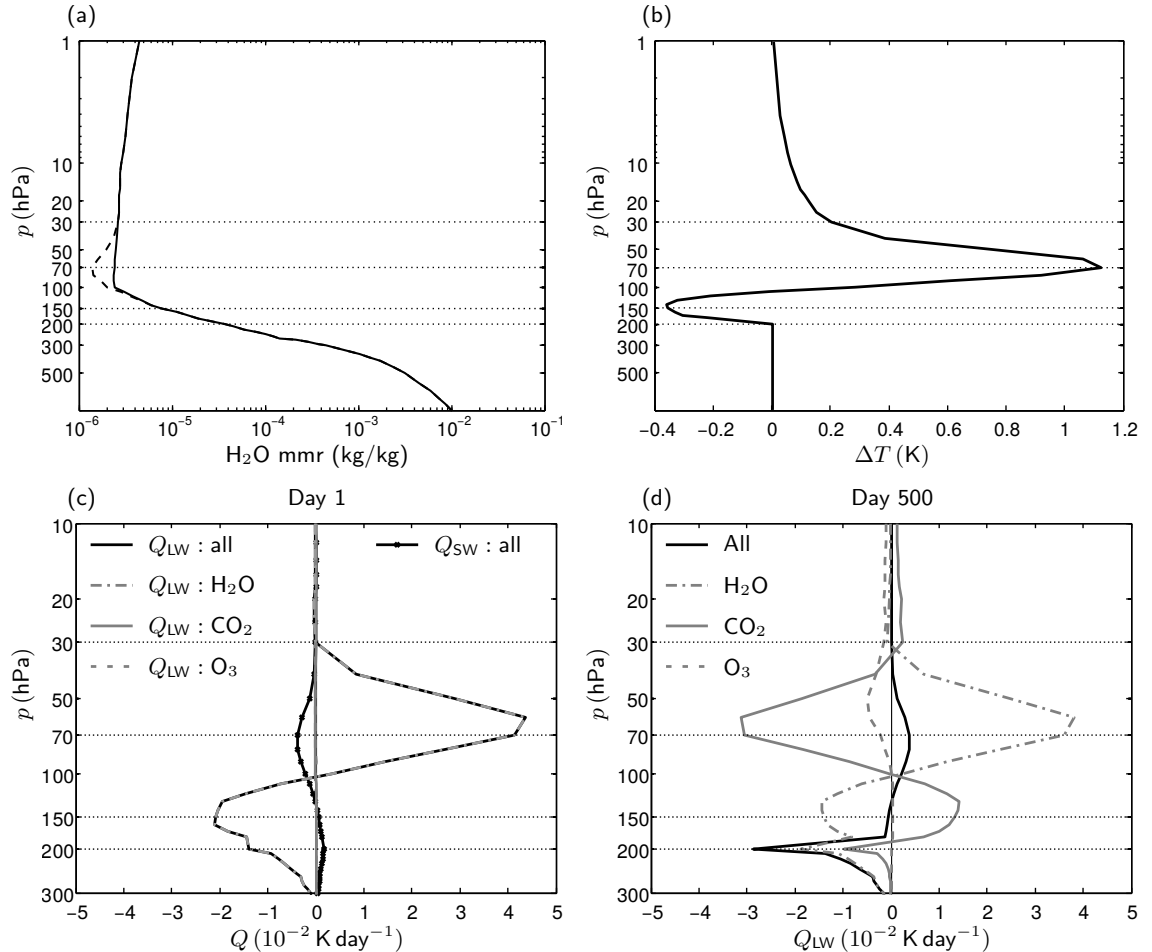 (a)
1
10
20
30
50
70
100
150
200
300
500
p (hPa)
10⁻⁶ 10⁻⁵ 10⁻⁴ 10⁻³ 10⁻² 10⁻¹
H₂O mmr (kg/kg)
(b)
1
10
20
30
50
70
100
150
200
300
500
p (hPa)
−0.4 −0.2 0 0.2 0.4 0.6 0.8 1 1.2
ΔT (K)
(c) Day 1
10
20
30
50
70
100
150
200
300
p (hPa)
Q_LW : all
Q_LW : H₂O
Q_LW : CO₂
Q_LW : O₃
Q_SW : all
−5 −4 −3 −2 −1 0 1 2 3 4 5
Q (10⁻² K day⁻¹)
(d) Day 500
10
20
30
50
70
100
150
200
300
p (hPa)
All
H₂O
CO₂
O₃
−5 −4 −3 −2 −1 0 1 2 3 4 5
Q_LW (10⁻² K day⁻¹)